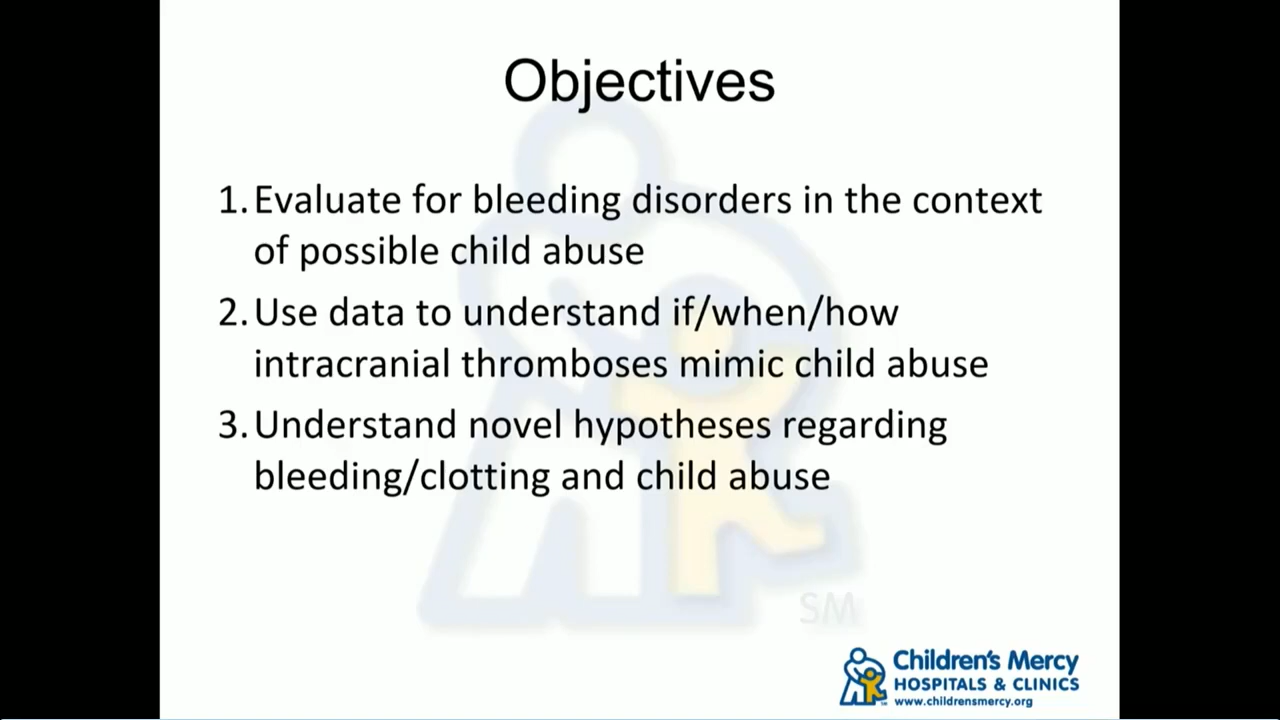 Objectives
1. Evaluate for bleeding disorders in the context
of possible child abuse
2. Use data to understand if/when/how
intracranial thromboses mimic child abuse
3. Understand novel hypotheses regarding
bleeding/clotting and child abuse
SM
Children's Mercy
HOSPITALS & CLINICS
www.childrensmercy.org